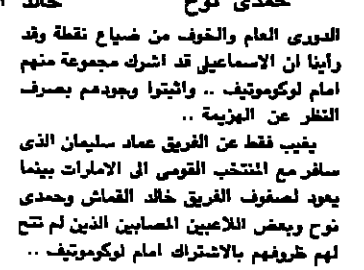 حمدى نوح خالد
الدورى العام والخوف من ضياع نقطة وقد
رأينا ان الاسماعيلى قد اشرك مجموعة منهم
امام لوكوموتيف .. واثبتوا وجودهم بصرف
النظر عن الهزيمة ..
يغيب فقط عن الفريق عماد سليمان الذى
سافر مع المنتخب القومى الى الامارات بينما
يعود لصفوف الفريق خالد القماش وحمدى
نوح وبعض اللاعبين المصابين الذين لم تتح
لهم ظروفهم بالاشتراك امام لوكوموتيف ..